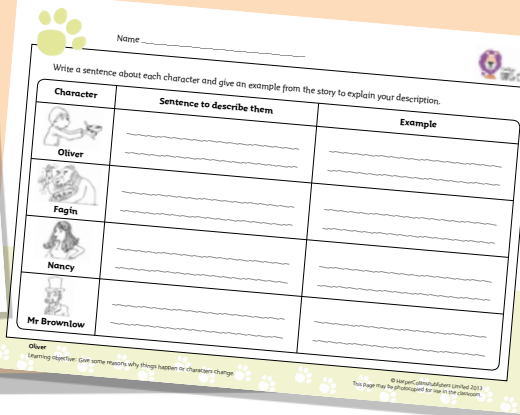 Name
Write a sentence about each character and give an example from the story to explain your description.
Character
Sentence to describe them
Example
Oliver
Fagin
Nancy
Mr Brownlow
Oliver
Learning objective: Give some reasons why things happen or characters change.
© HarperCollinsPublishers Limited 2013
This page may be photocopied for use in the classroom.